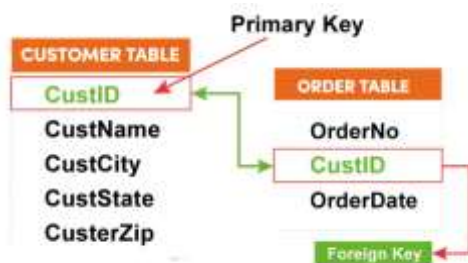 Primary Key
CUSTOMER TABLE
CustID
CustName
CustCity
CustState
CusterZip
ORDER TABLE
OrderNo
CustID
OrderDate
Foreign Key